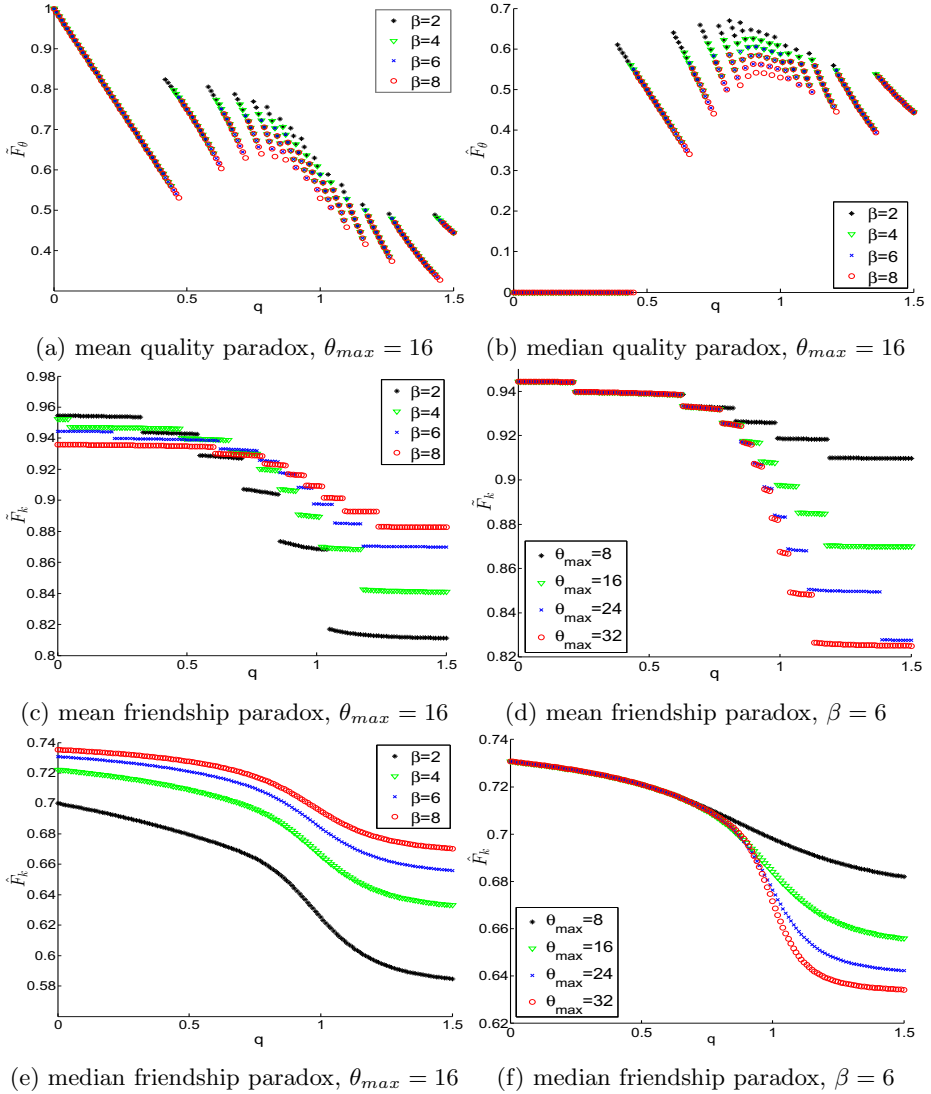 β=2
β=4
β=6
β=8
1
0.9
0.8
0.7
0.6
0.5
0.4
F̃θ
0
0.5
1
1.5
q
(a) mean quality paradox, θmax = 16
0.7
0.6
0.5
0.4
0.3
0.2
0.1
0
F̃θ
β=2
β=4
β=6
β=8
0
0.5
1
1.5
q
(b) median quality paradox, θmax = 16
0.98
0.96
0.94
0.92
0.9
0.88
0.86
0.84
0.82
0.8
F̃k
β=2
β=4
β=6
β=8
0
0.5
1
1.5
q
(c) mean friendship paradox, θmax = 16
0.94
0.92
0.9
0.88
0.86
0.84
0.82
F̃k
θmax=8
θmax=16
θmax=24
θmax=32
0
0.5
1
1.5
q
(d) mean friendship paradox, β = 6
0.74
0.72
0.7
0.68
0.66
0.64
0.62
0.6
0.58
F̂k
β=2
β=4
β=6
β=8
0
0.5
1
1.5
q
(e) median friendship paradox, θmax = 16
0.74
0.72
0.7
0.68
0.66
0.64
0.62
F̂k
θmax=8
θmax=16
θmax=24
θmax=32
0
0.5
1
1.5
q
(f) median friendship paradox, β = 6